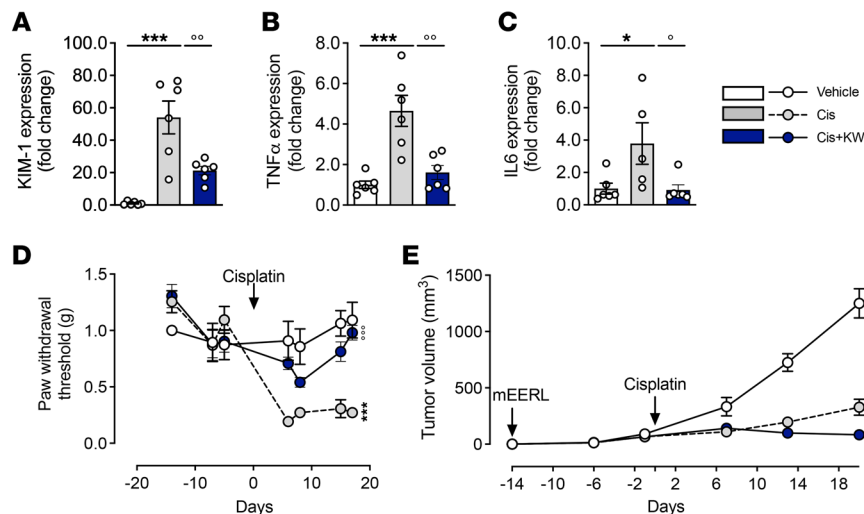 A
KIM-1 expression
(fold change)
100.0
80.0
60.0
40.0
20.0
0.0
***
°°
B
TNFα expression
(fold change)
8.0
6.0
4.0
2.0
0.0
***
°°
C
IL6 expression
(fold change)
10.0
8.0
6.0
4.0
2.0
0.0
*
°
Vehicle
Cis
Cis+KW
D
Paw withdrawal
threshold (g)
1.5
1.0
0.5
0.0
Cisplatin
°°°
***
-20
-10
0
10
20
Days
E
Tumor volume (mm³)
1500
1000
500
0
mEERL
Cisplatin
-14
-10
-6
-2
2
6
10
14
18
Days